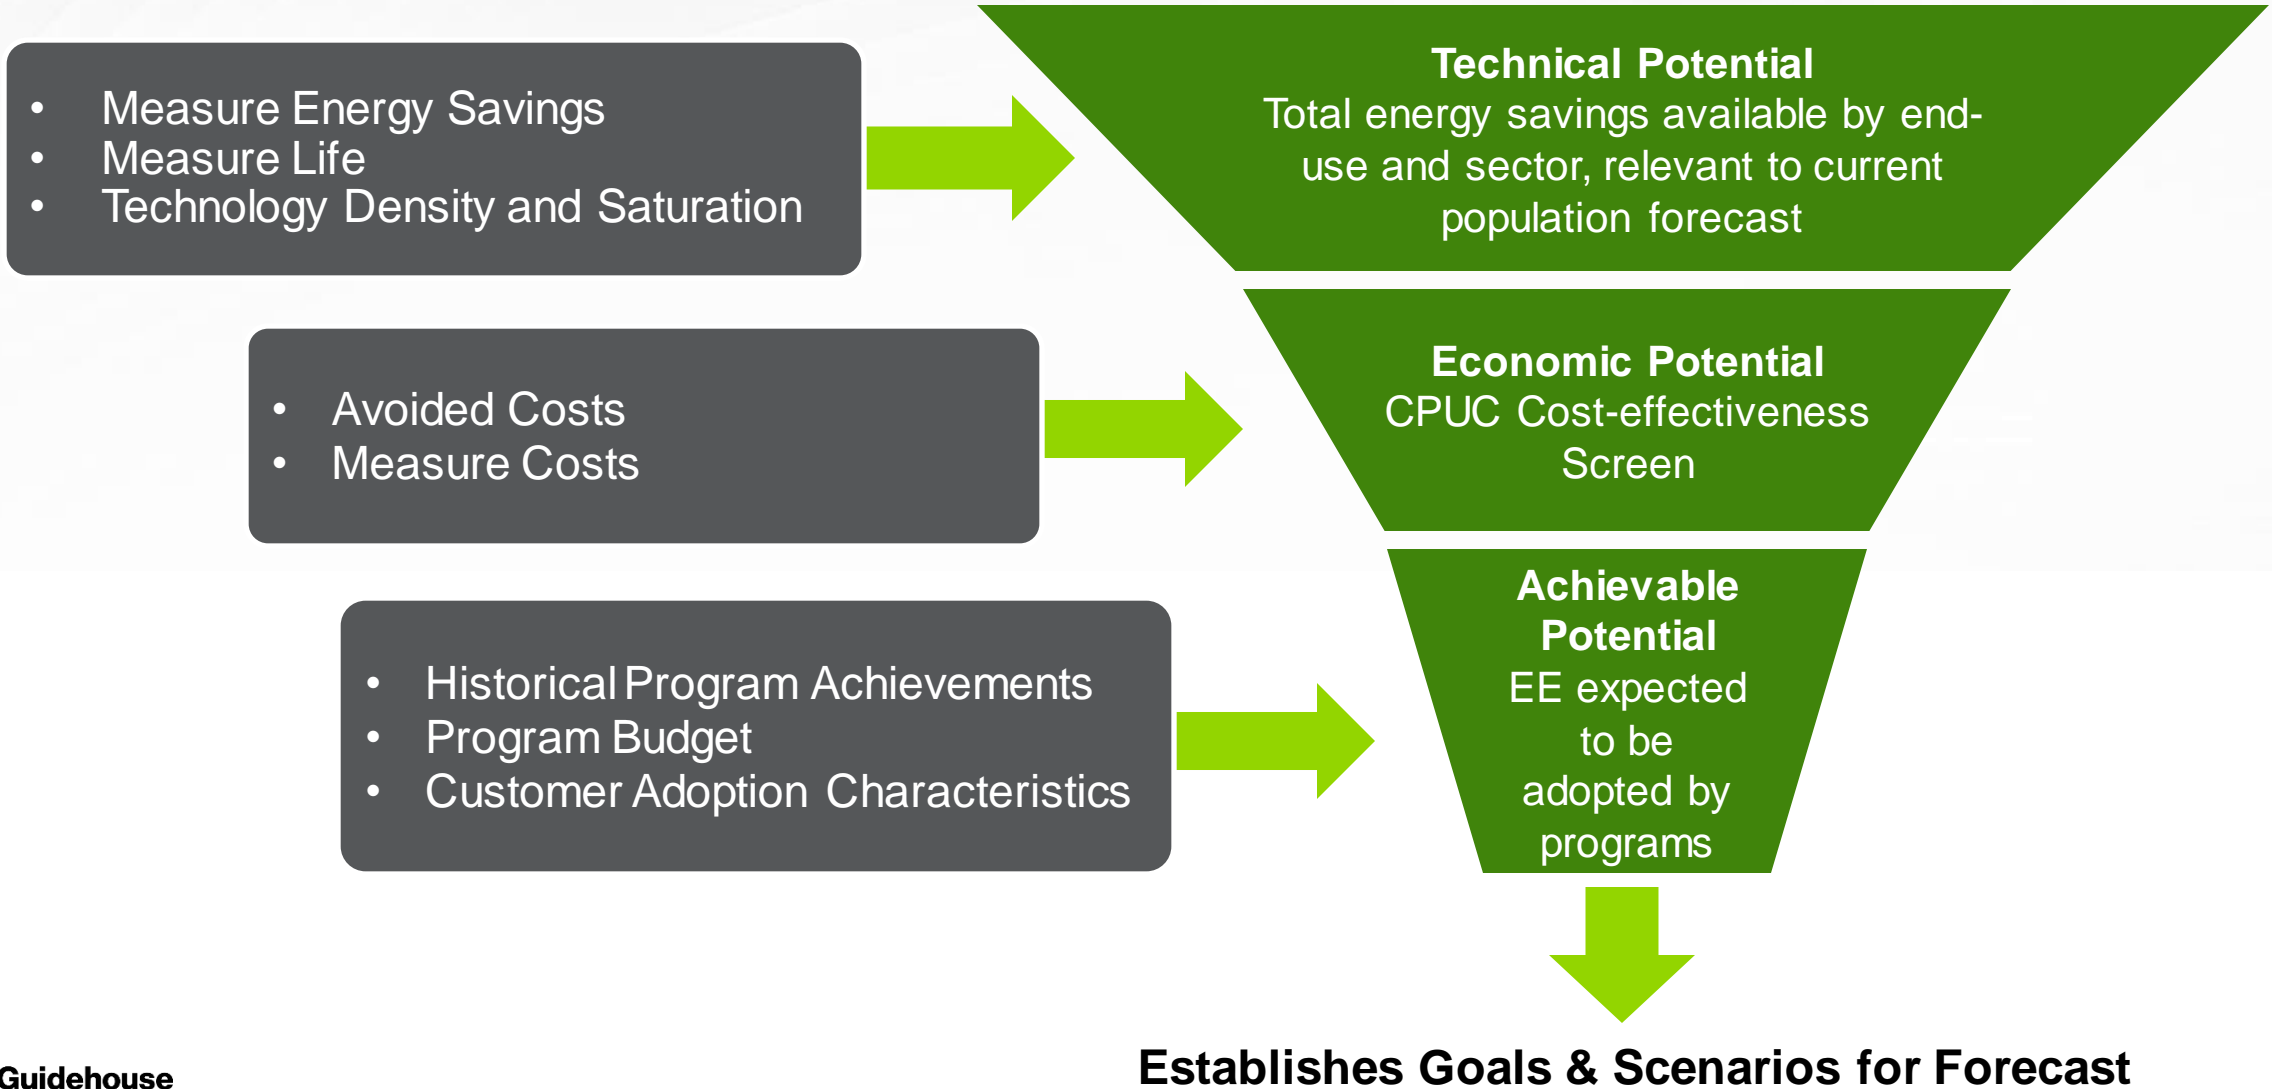 • Measure Energy Savings
• Measure Life
• Technology Density and Saturation
Technical Potential
Total energy savings available by end-
use and sector, relevant to current
population forecast
• Avoided Costs
• Measure Costs
Economic Potential
CPUC Cost-effectiveness
Screen
• Historical Program Achievements
• Program Budget
• Customer Adoption Characteristics
Achievable
Potential
EE expected
to be
adopted by
programs
Establishes Goals & Scenarios for Forecast
Guidehouse